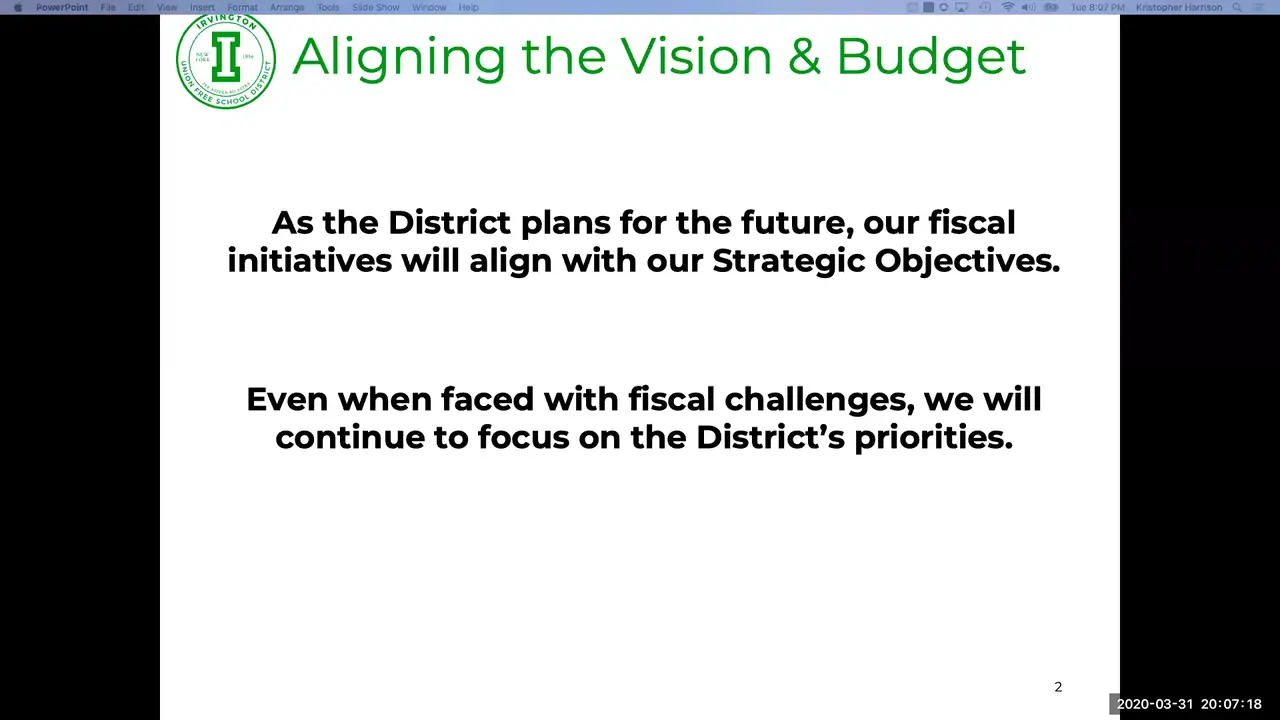 PowerPoint File Edit View Insert Format Arrange Tools Slide Show Window Help Tue 8:07 PM Kristopher Harrison
IRVINGTON
NEW YORK
I
1956
UNION FREE SCHOOL DISTRICT
Aligning the Vision & Budget
As the District plans for the future, our fiscal
initiatives will align with our Strategic Objectives.
Even when faced with fiscal challenges, we will
continue to focus on the District’s priorities.
2
2020-03-31 20:07:18